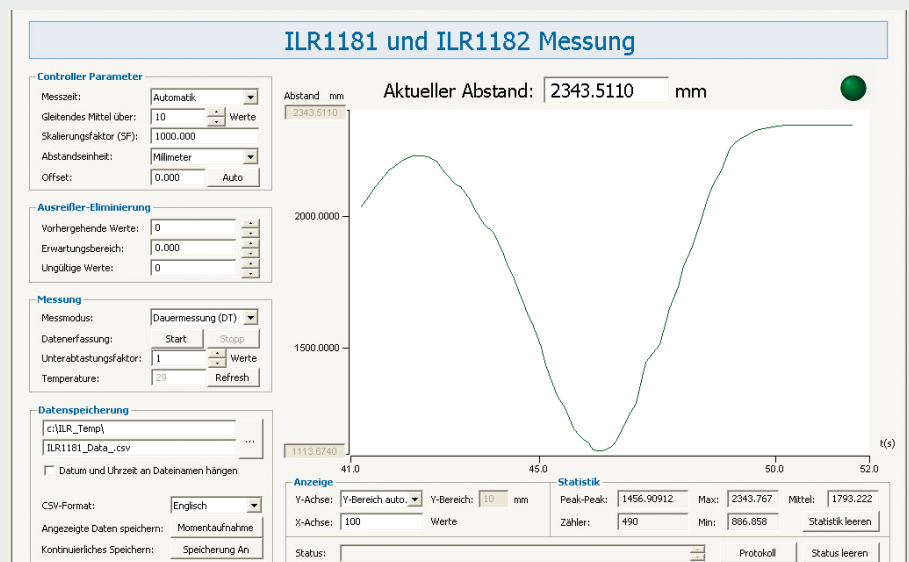 ILR1181 und ILR1182 Messung
Controller Parameter
Messzeit: Automatik
Gleitendes Mittel über: 10 Werte
Skalierungsfaktor (SF): 1000.000
Abstandseinheit: Millimeter
Offset: 0.000 Auto
Ausreißer-Eliminierung
Vorhergehende Werte: 0
Erwartungsbereich: 0.000
Ungültige Werte: 0
Messung
Messmodus: Dauermessung (DT)
Datenerfassung: Start Stopp
Unterabtastungsfaktor: 1 Werte
Temperature: 29 Refresh
Datenspeicherung
c:\ILR_Temp\
ILR1181_Data_.csv
...
Datum und Uhrzeit an Dateinamen hängen
CSV-Format: Englisch
Angezeigte Daten speichern: Momentaufnahme
Kontinuierliches Speichern: Speicherung An
Abstand mm
Aktueller Abstand: 2343.5110 mm
2343.5110
2000.0000
1500.0000
1113.6740
t(s)
41.0 45.0 50.0 52.0
Anzeige
Y-Achse: Y-Bereich auto. Y-Bereich: 10 mm
X-Achse: 100 Werte
Statistik
Peak-Peak: 1456.90912 Max: 2343.767 Mittel: 1793.222
Zähler: 490 Min: 886.858 Statistik leeren
Status: Protokoll Status leeren